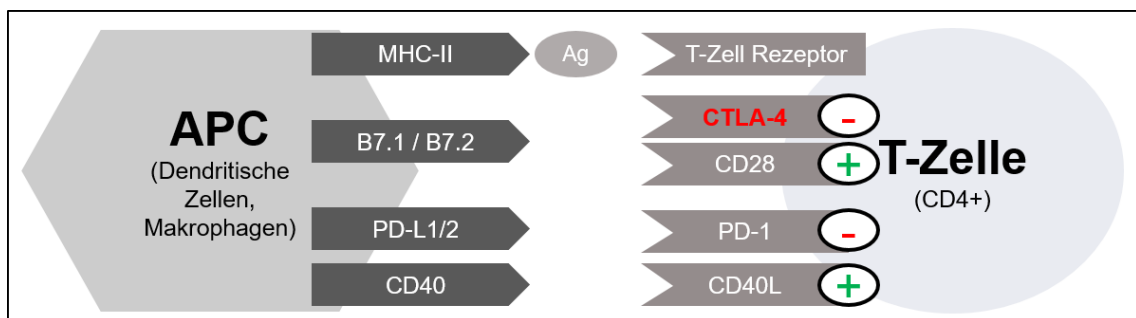 MHC-II
Ag
T-Zell Rezeptor
APC
(Dendritische
Zellen,
Makrophagen)
B7.1 / B7.2
CTLA-4
-
CD28
+
T-Zelle
(CD4+)
PD-L1/2
PD-1
-
CD40
CD40L
+